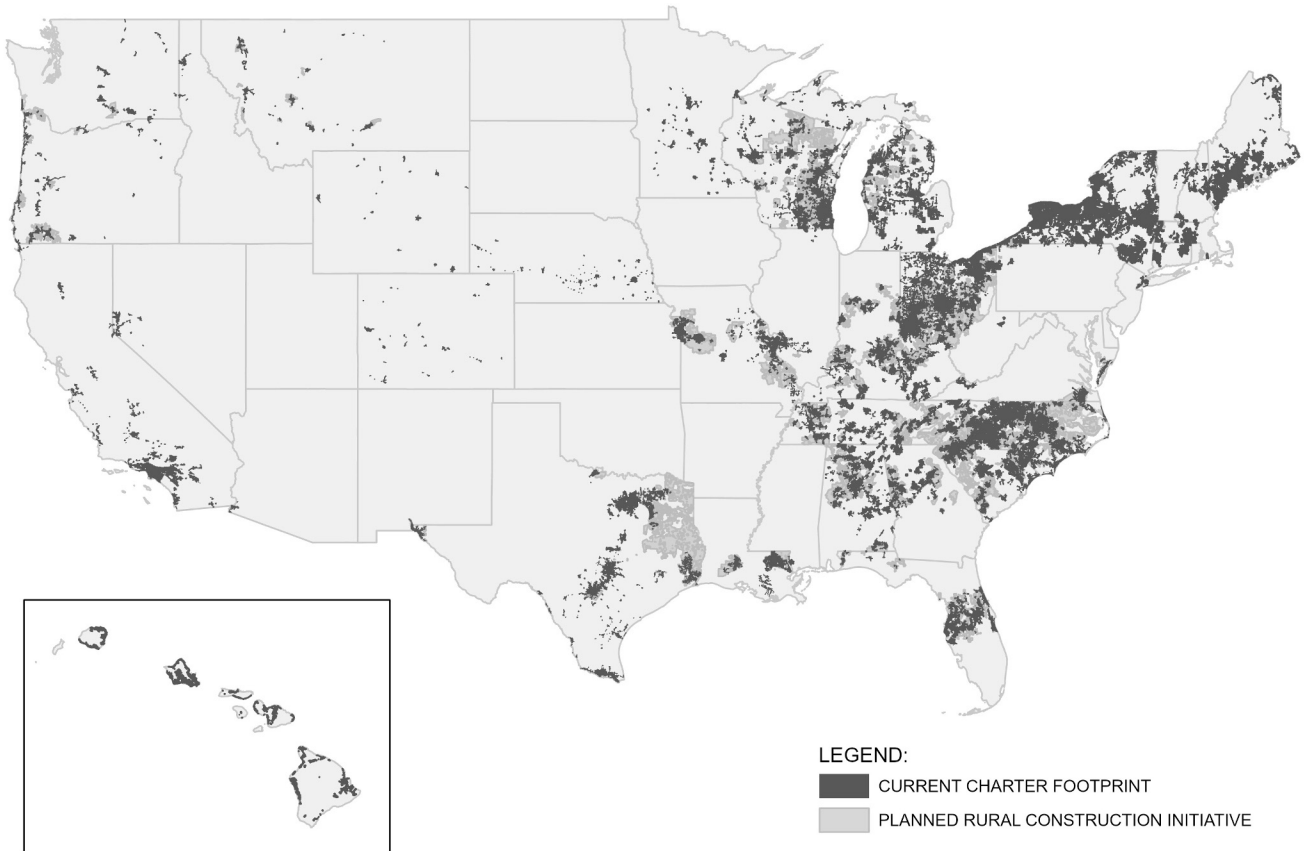 LEGEND:
CURRENT CHARTER FOOTPRINT
PLANNED RURAL CONSTRUCTION INITIATIVE